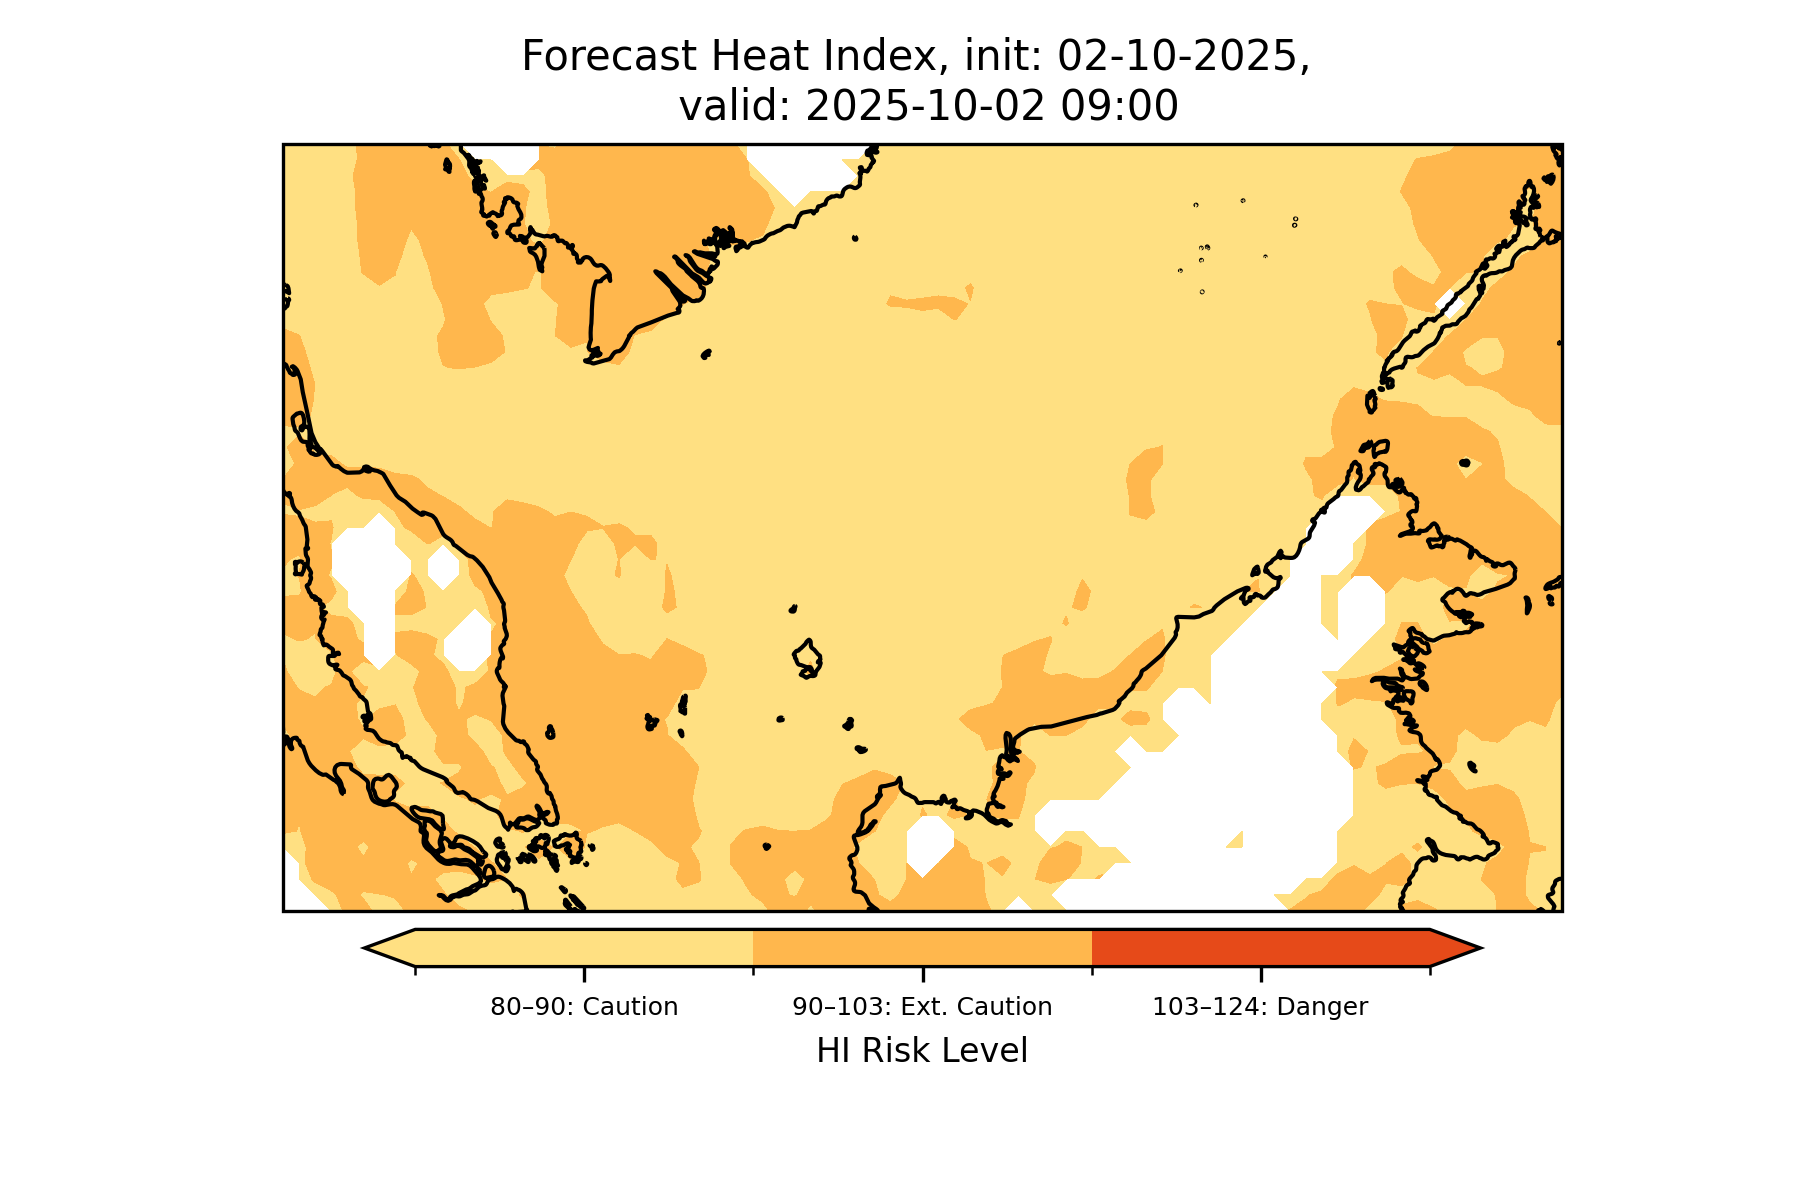 Forecast Heat Index, init: 02-10-2025,
valid: 2025-10-02 09:00
80–90: Caution
90–103: Ext. Caution
103–124: Danger
HI Risk Level